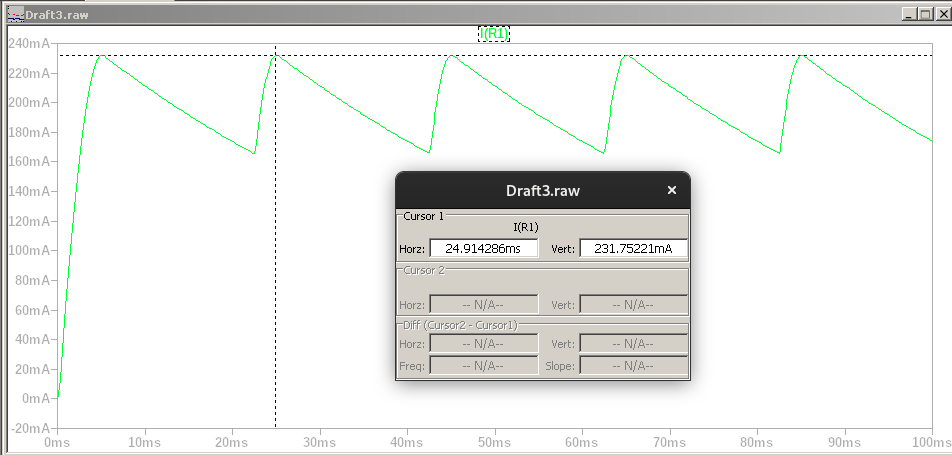 Draft3.raw
I(R1)
240mA
220mA
200mA
180mA
160mA
140mA
120mA
100mA
80mA
60mA
40mA
20mA
0mA
-20mA
0ms 10ms 20ms 30ms 40ms 50ms 60ms 70ms 80ms 90ms 100ms
Draft3.raw
Cursor 1
I(R1)
Horz: 24.914286ms Vert: 231.75221mA
Cursor 2
Horz: -- N/A-- Vert: -- N/A--
Diff (Cursor2 - Cursor1)
Horz: -- N/A-- Vert: -- N/A--
Freq: -- N/A-- Slope: -- N/A--